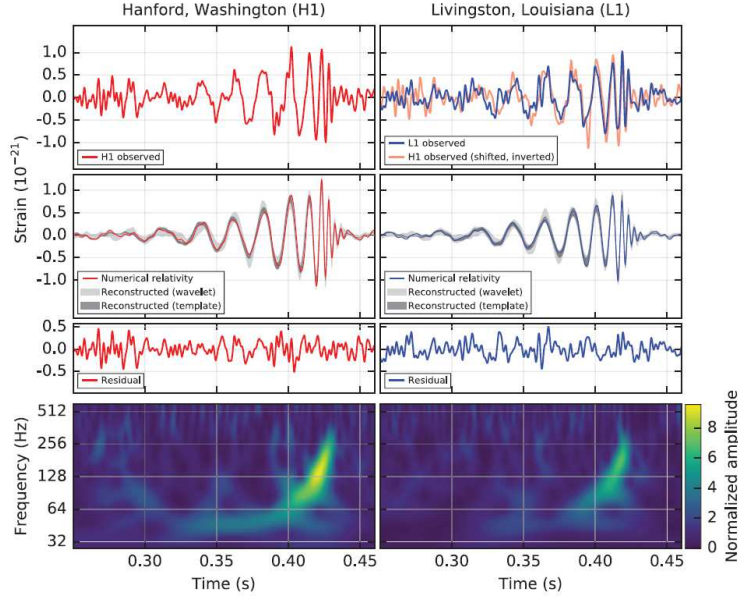 Hanford, Washington (H1)
Livingston, Louisiana (L1)
Strain (10⁻²¹)
1.0
0.5
0.0
-0.5
-1.0
H1 observed
L1 observed
H1 observed (shifted, inverted)
1.0
0.5
0.0
-0.5
-1.0
Numerical relativity
Reconstructed (wavelet)
Reconstructed (template)
Numerical relativity
Reconstructed (wavelet)
Reconstructed (template)
0.5
0.0
-0.5
Residual
Residual
Frequency (Hz)
512
256
128
64
32
Normalized amplitude
8
6
4
2
0
0.30 0.35 0.40 0.45
0.30 0.35 0.40 0.45
Time (s)
Time (s)